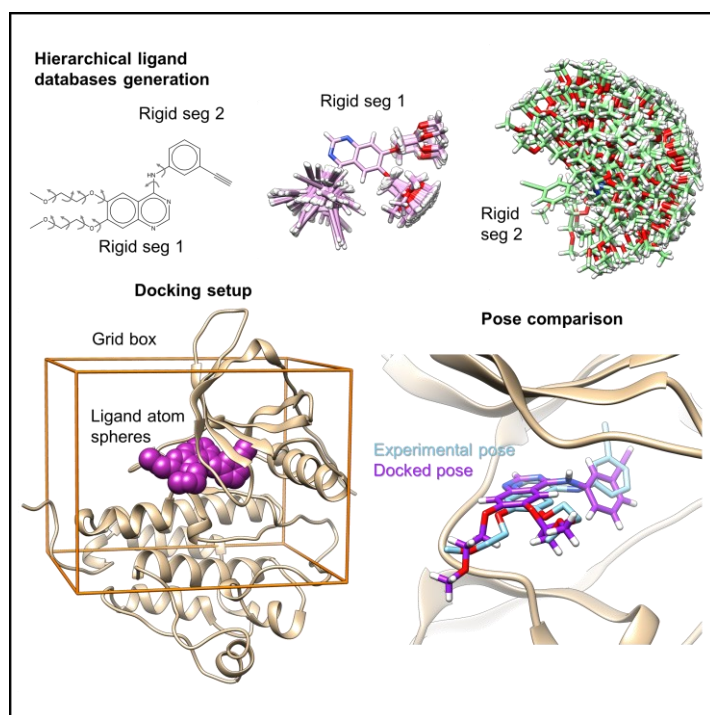 Hierarchical ligand
databases generation
Rigid seg 2
Rigid seg 1
HN
N
N
O
O
O
O
Rigid seg 1
Rigid
seg 2
Docking setup
Grid box
Ligand atom
spheres
Pose comparison
Experimental pose
Docked pose